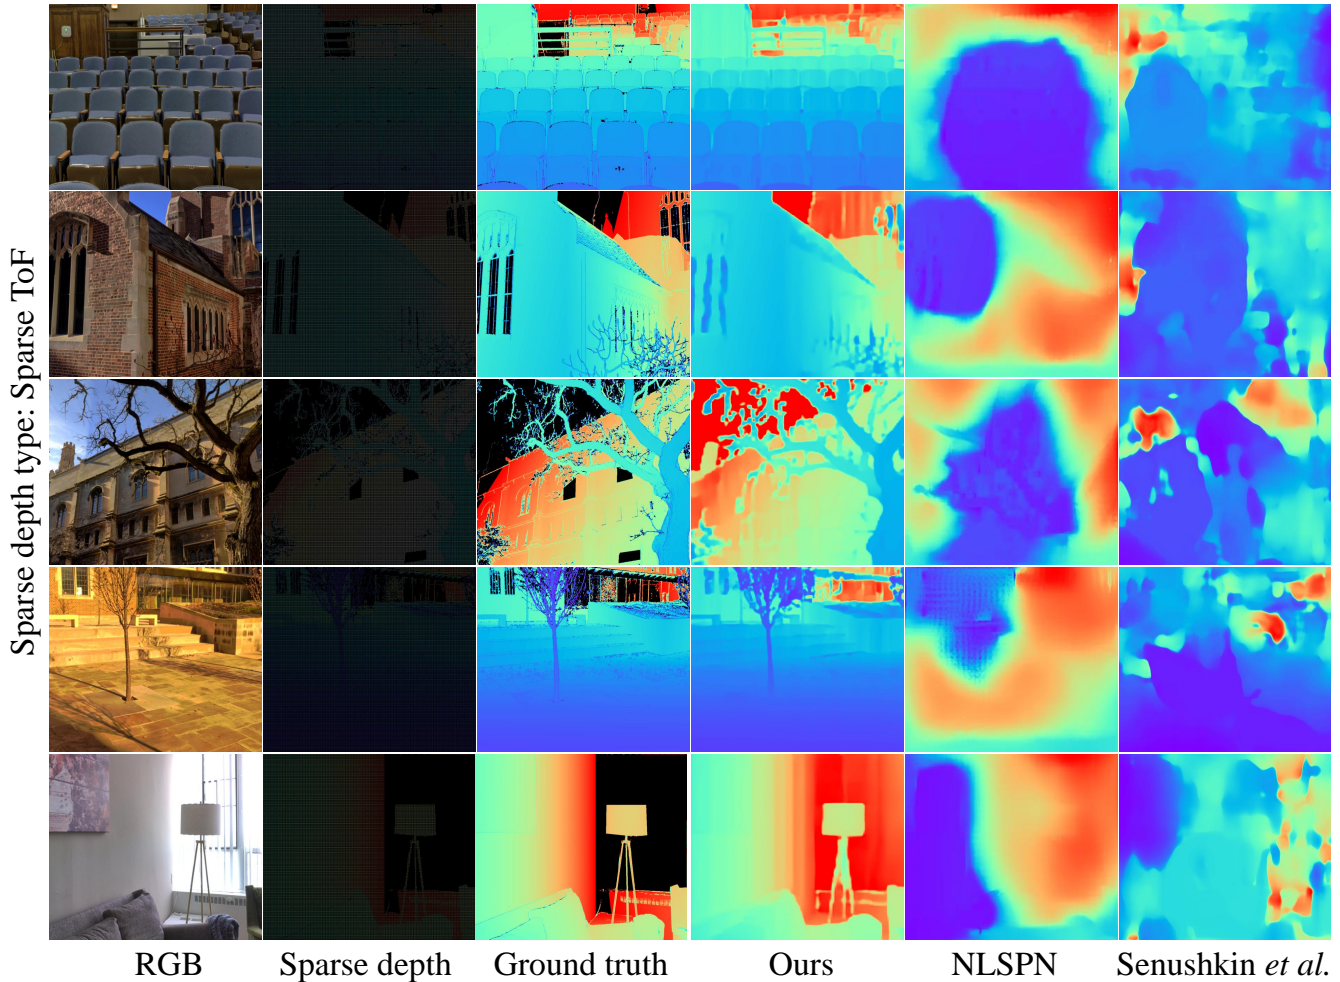 Sparse depth type: Sparse ToF
RGB
Sparse depth
Ground truth
Ours
NLSPN
Senushkin et al.